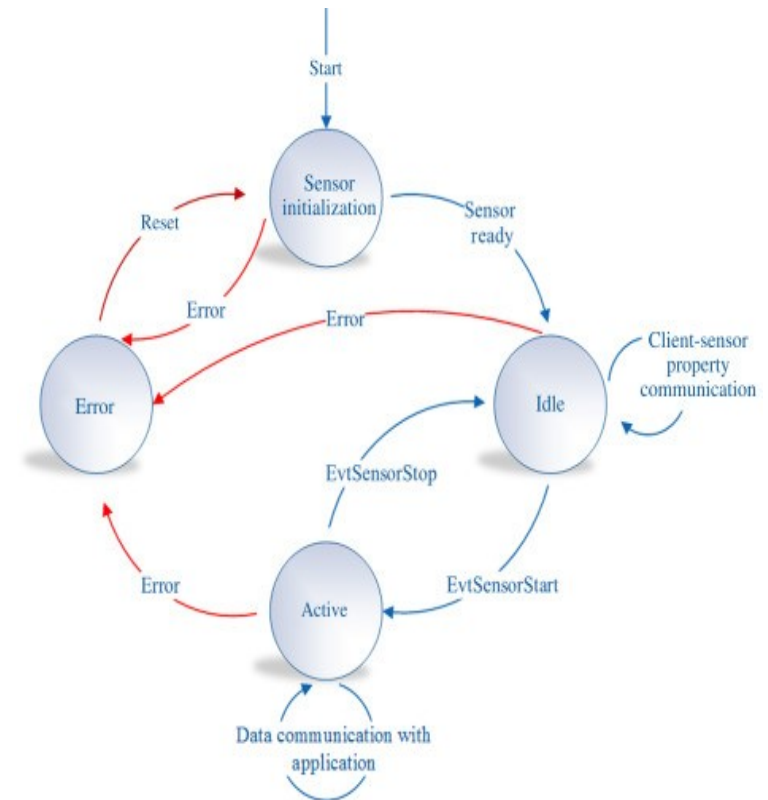 Start
Sensor
initialization
Reset
Sensor
ready
Error
Error
Client-sensor
property
communication
Error
Idle
EvtSensorStop
Error
EvtSensorStart
Active
Data communication with
application